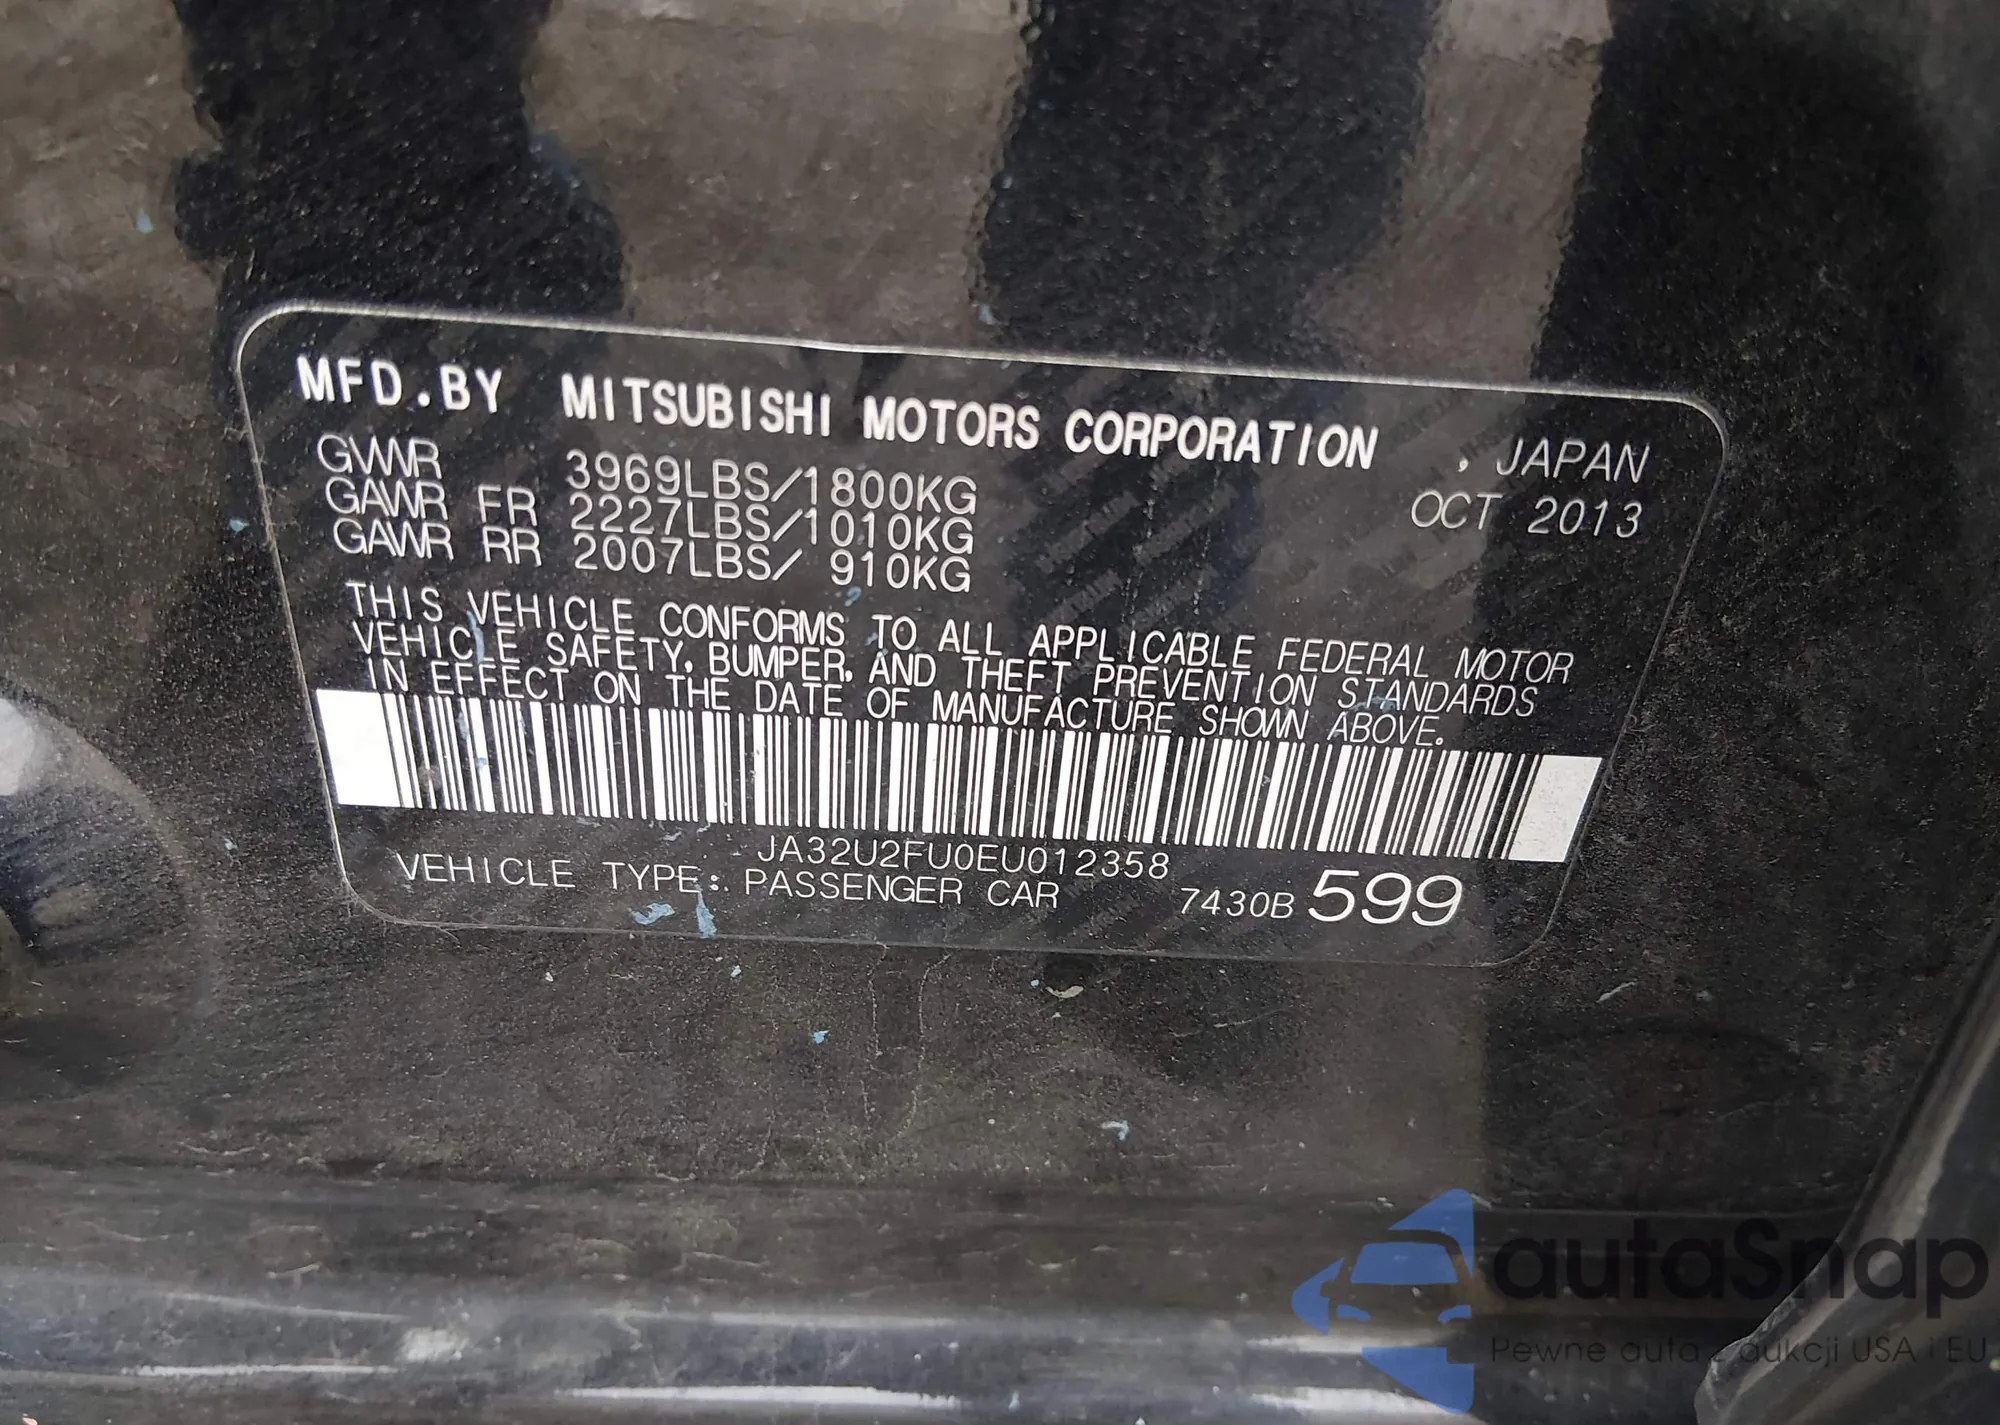 MFD.BY MITSUBISHI MOTORS CORPORATION , JAPAN
GVWR 3969LBS/1800KG OCT 2013
GAWR FR 2227LBS/1010KG
GAWR RR 2007LBS/ 910KG
THIS VEHICLE CONFORMS TO ALL APPLICABLE FEDERAL MOTOR
VEHICLE SAFETY, BUMPER, AND THEFT PREVENTION STANDARDS
IN EFFECT ON THE DATE OF MANUFACTURE SHOWN ABOVE.
JA32U2FU0EU012358
VEHICLE TYPE: PASSENGER CAR 7430B 599
autaSnap
Pewne auta z aukcji USA i EU